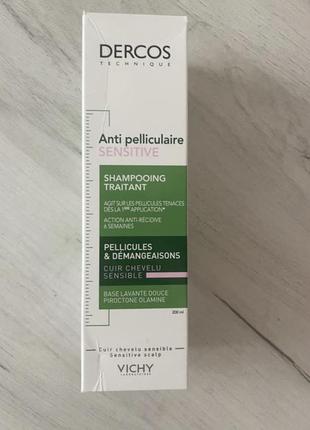 DERCOS
TECHNIQUE
Anti pelliculaire
SENSITIVE
SHAMPOOING
TRAITANT
AGIT SUR LES PELLICULES TENACES
DÈS LA 1ÈRE APPLICATION*
ACTION ANTI-RÉCIDIVE
6 SEMAINES
PELLICULES
& DÉMANGEAISONS
CUIR CHEVELU
SENSIBLE
BASE LAVANTE DOUCE
PIROCTONE OLAMINE
200 ml
Cuir chevelu sensible
Sensitive scalp
VICHY
LABORATOIRES